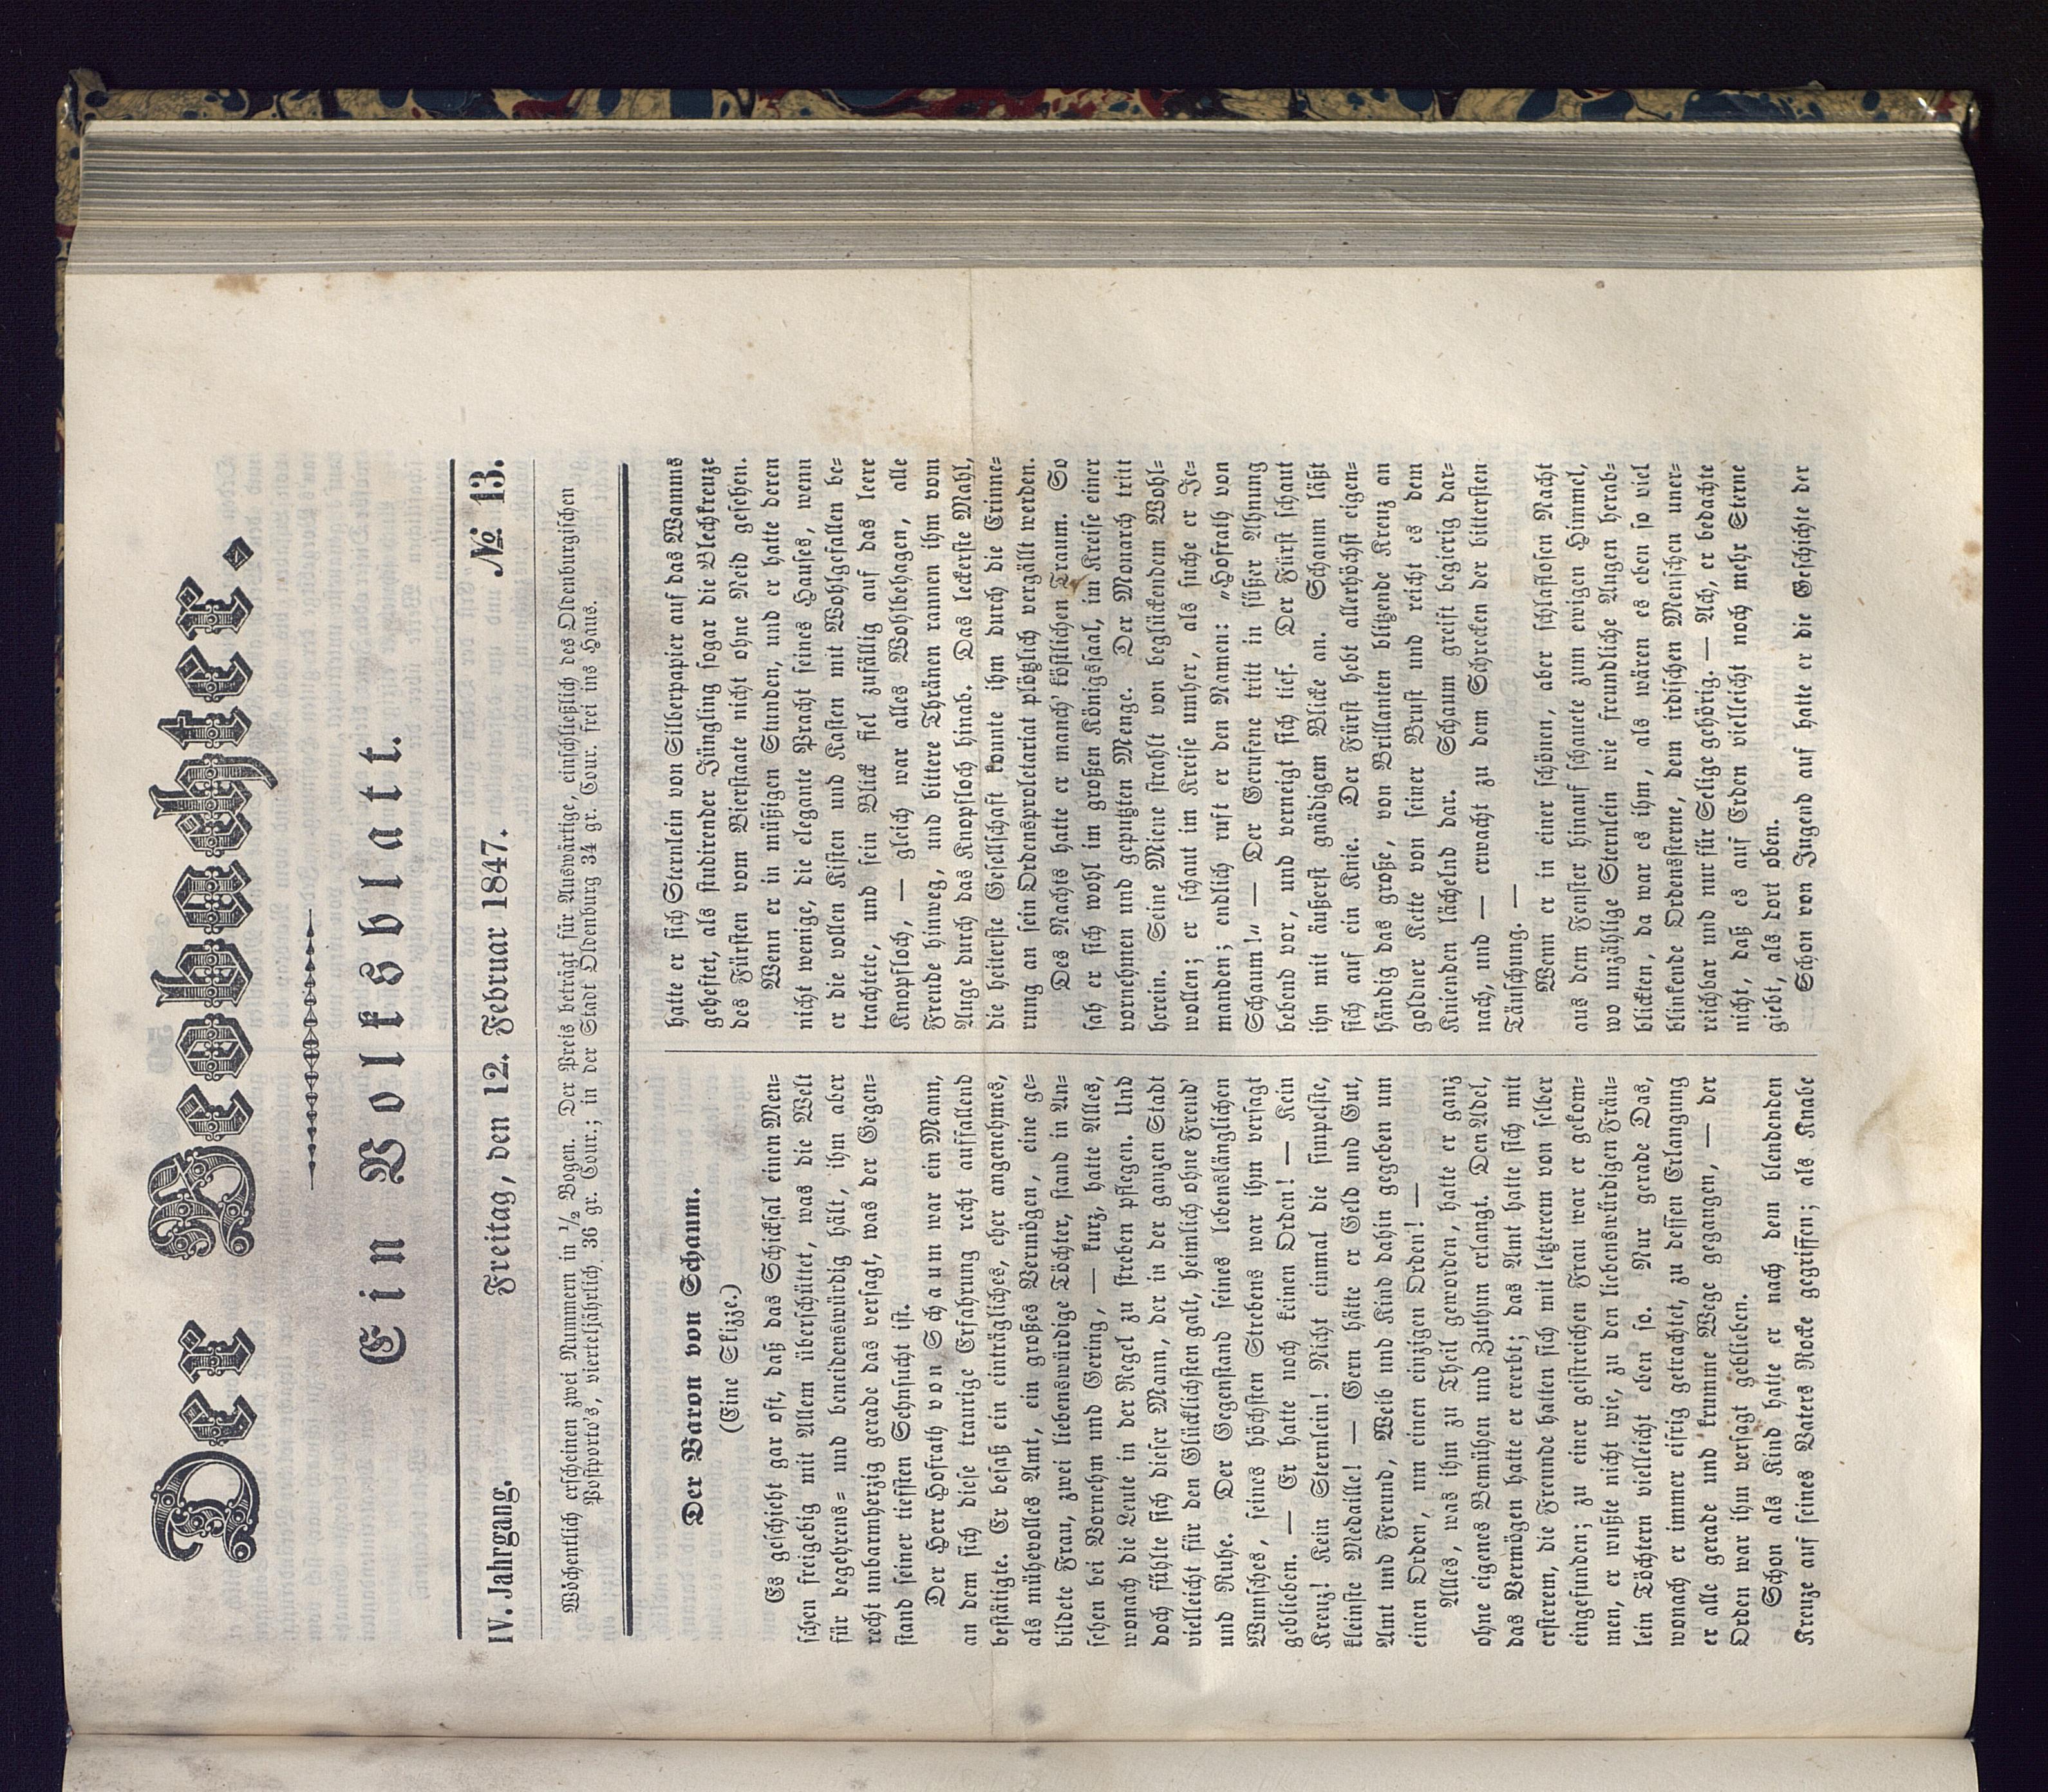 Der Beobachter.
Ein Volksblatt.
IV. Jahrgang. Freitag, den 12. Februar 1847. № 13.
Wöchentlich erscheinen zwei Nummern in ½ Bogen. Der Preis beträgt für Auswärtige, einschließlich des Oldenburgischen
Postporto's, vierteljährlich 36 gr. Cour.; in der Stadt Oldenburg 34 gr. Cour. frei ins Haus.
Der Baron von Schaum.
(Eine Skizze.)
Es geschieht gar oft, daß das Schicksal einen Men-
schen freigebig mit Allem überschüttet, was die Welt
für begehrens- und beneidenswürdig hält, ihm aber
recht unbarmherzig gerade das versagt, was der Gegen-
stand seiner tiefsten Sehnsucht ist.
Der Herr Hofrath von Schaum war ein Mann,
an dem sich diese traurige Erfahrung recht auffallend
bestätigte. Er besaß ein einträgliches, eher angenehmes,
als mühevolles Amt, ein großes Vermögen, eine ge-
bildete Frau, zwei liebenswürdige Töchter, stand in An-
sehen bei Vornehm und Gering, — kurz, hatte Alles,
wonach die Leute in der Regel zu streben pflegen. Und
doch fühlte sich dieser Mann, der in der ganzen Stadt
vielleicht für den Glücklichsten galt, heimlich ohne Freud'
und Ruhe. Der Gegenstand seines lebenslänglichen
Wunsches, seines höchsten Strebens war ihm versagt
geblieben. — Er hatte noch keinen Orden! — Kein
Kreuz! Kein Sternlein! Nicht einmal die simpelste,
kleinste Medaille! — Gern hätte er Geld und Gut,
Amt und Freund, Weib und Kind dahin gegeben um
einen Orden, um einen einzigen Orden! —
Alles, was ihm zu Theil geworden, hatte er ganz
ohne eigenes Bemühen und Zuthun erlangt. Den Adel,
das Vermögen hatte er ererbt; das Amt hatte sich mit
ersterem, die Freunde hatten sich mit letzterem von selber
eingefunden; zu einer geistreichen Frau war er gekom-
men, er wußte nicht wie, zu den liebenswürdigen Fräu-
lein Töchtern vielleicht eben so. Nur gerade Das,
wonach er immer eifrig getrachtet, zu dessen Erlangung
er alle gerade und krumme Wege gegangen, — der
Orden war ihm versagt geblieben.
Schon als Kind hatte er nach dem blendenden
Kreuze auf seines Vaters Rocke gegriffen; als Knabe
hatte er sich Sternlein von Silberpapier auf das Wamms
geheftet, als studirender Jüngling sogar die Blechkreuze
des Fürsten vom Bierstaate nicht ohne Neid gesehen.
Wenn er in müßigen Stunden, und er hatte deren
nicht wenige, die elegante Pracht seines Hauses, wenn
er die vollen Kisten und Kasten mit Wohlgefallen be-
trachtete, und sein Blick fiel zufällig auf das leere
Knopfloch, — gleich war alles Wohlbehagen, alle
Freude hinweg, und bittere Thränen rannen ihm vom
Auge durch das Knopfloch hinab. Das leckerste Mahl,
die heiterste Gesellschaft konnte ihm durch die Erinne-
rung an sein Ordensproletariat plötzlich vergällt werden.
Des Nachts hatte er manch' köstlichen Traum. So
sah er sich wohl im großen Königssaal, im Kreise einer
vornehmen und geputzten Menge. Der Monarch tritt
herein. Seine Miene strahlt von beglückendem Wohl-
wollen; er schaut im Kreise umher, als suche er Je-
manden; endlich ruft er den Namen: „Hofrath von
Schaum!" — Der Gerufene tritt in süßer Ahnung
bebend vor, und verneigt sich tief. Der Fürst schaut
ihn mit äußerst gnädigem Blicke an. Schaum läßt
sich auf ein Knie. Der Fürst hebt allerhöchst eigen-
händig das große, von Brillanten blitzende Kreuz an
goldner Kette von seiner Brust und reicht es dem
Knienden lächelnd dar. Schaum greift begierig dar-
nach, und — erwacht zu dem Schrecken der bittersten
Täuschung. —
Wenn er in einer schönen, aber schlaflosen Nacht
aus dem Fenster hinauf schauete zum ewigen Himmel,
wo unzählige Sternlein wie freundliche Augen herab-
blickten, da war es ihm, als wären es eben so viel
blinkende Ordenssterne, dem irdischen Menschen uner-
reichbar und nur für Selige gehörig. — Ach, er bedachte
nicht, daß es auf Erden vielleicht noch mehr Sterne
giebt, als dort oben.
Schon von Jugend auf hatte er die Geschichte der